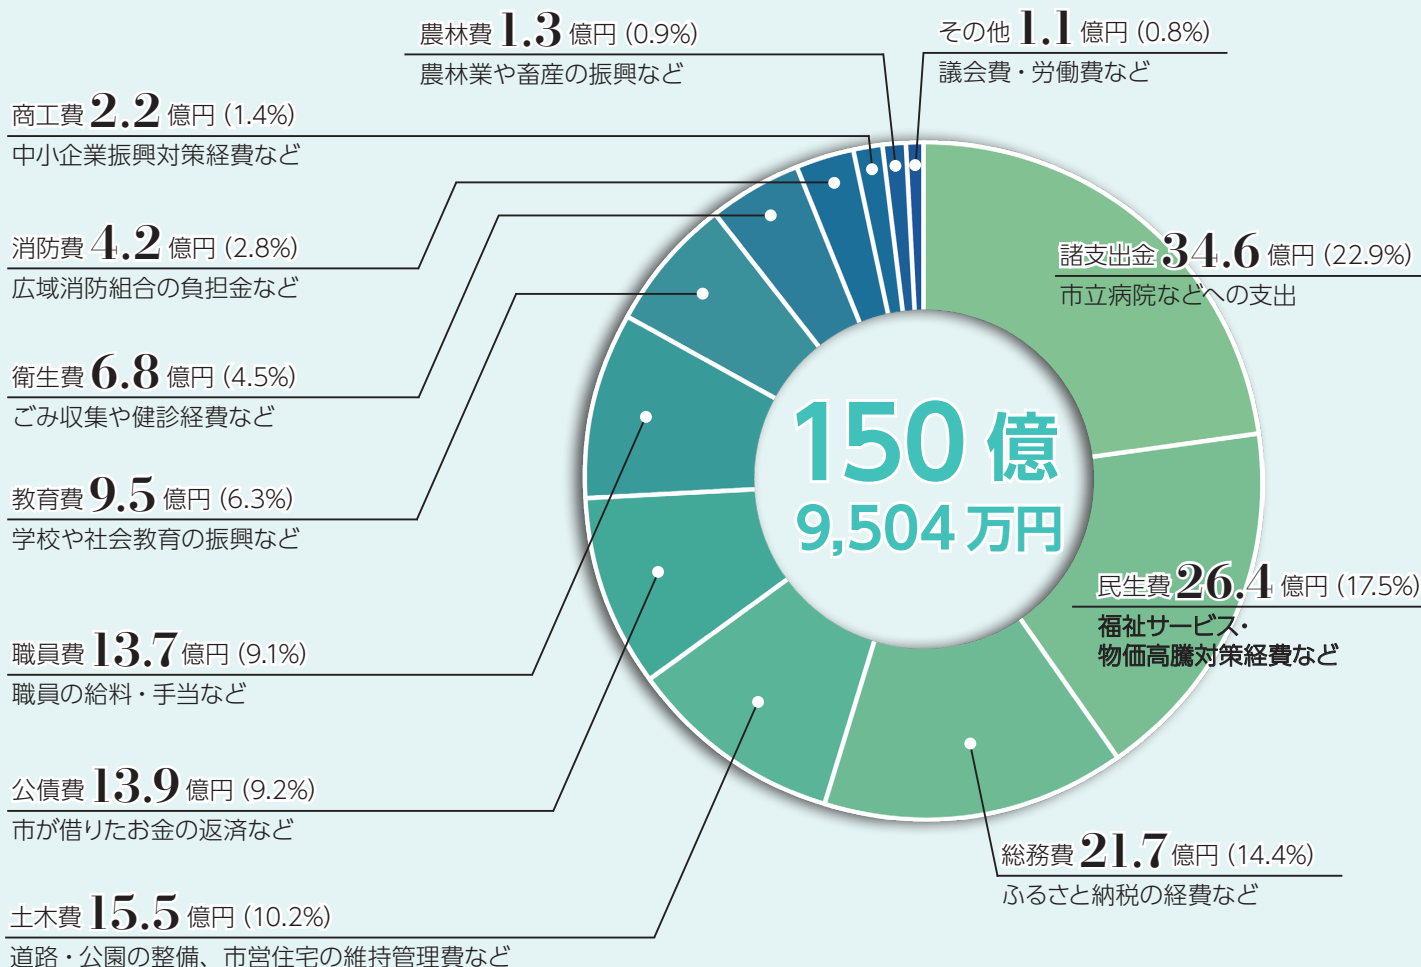 農林費 1.3 億円 (0.9%)
農林業や畜産の振興など
その他 1.1 億円 (0.8%)
議会費・労働費など
商工費 2.2 億円 (1.4%)
中小企業振興対策経費など
消防費 4.2 億円 (2.8%)
広域消防組合の負担金など
衛生費 6.8 億円 (4.5%)
ごみ収集や健診経費など
教育費 9.5 億円 (6.3%)
学校や社会教育の振興など
職員費 13.7 億円 (9.1%)
職員の給料・手当など
公債費 13.9 億円 (9.2%)
市が借りたお金の返済など
土木費 15.5 億円 (10.2%)
道路・公園の整備、市営住宅の維持管理費など
諸支出金 34.6 億円 (22.9%)
市立病院などへの支出
150 億
9,504 万円
民生費 26.4 億円 (17.5%)
福祉サービス・
物価高騰対策経費など
総務費 21.7 億円 (14.4%)
ふるさと納税の経費など